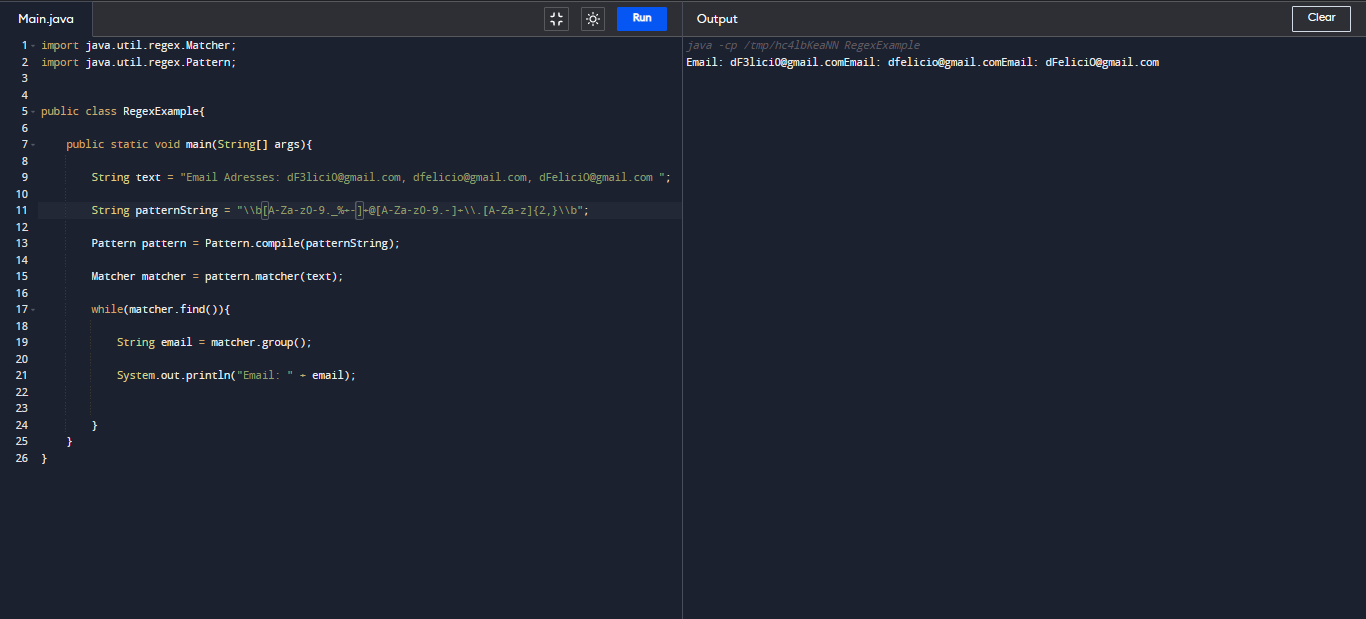 Main.java
Run
Output
Clear
1 import java.util.regex.Matcher;
2 import java.util.regex.Pattern;
3
4
5 public class RegexExample{
6
7 public static void main(String[] args){
8
9 String text = "Email Adresses: dF3liciO@gmail.com, dfelicio@gmail.com, dFeliciO@gmail.com ";
10
11 String patternString = "\\b[A-Za-z0-9._%+-]+@[A-Za-z0-9.-]+\\.[A-Za-z]{2,}\\b";
12
13 Pattern pattern = Pattern.compile(patternString);
14
15 Matcher matcher = pattern.matcher(text);
16
17 while(matcher.find()){
18
19 String email = matcher.group();
20
21 System.out.println("Email: " + email);
22
23
24 }
25 }
26 }
java -cp /tmp/hc4lbKeaNN RegexExample
Email: dF3liciO@gmail.comEmail: dfelicio@gmail.comEmail: dFeliciO@gmail.com